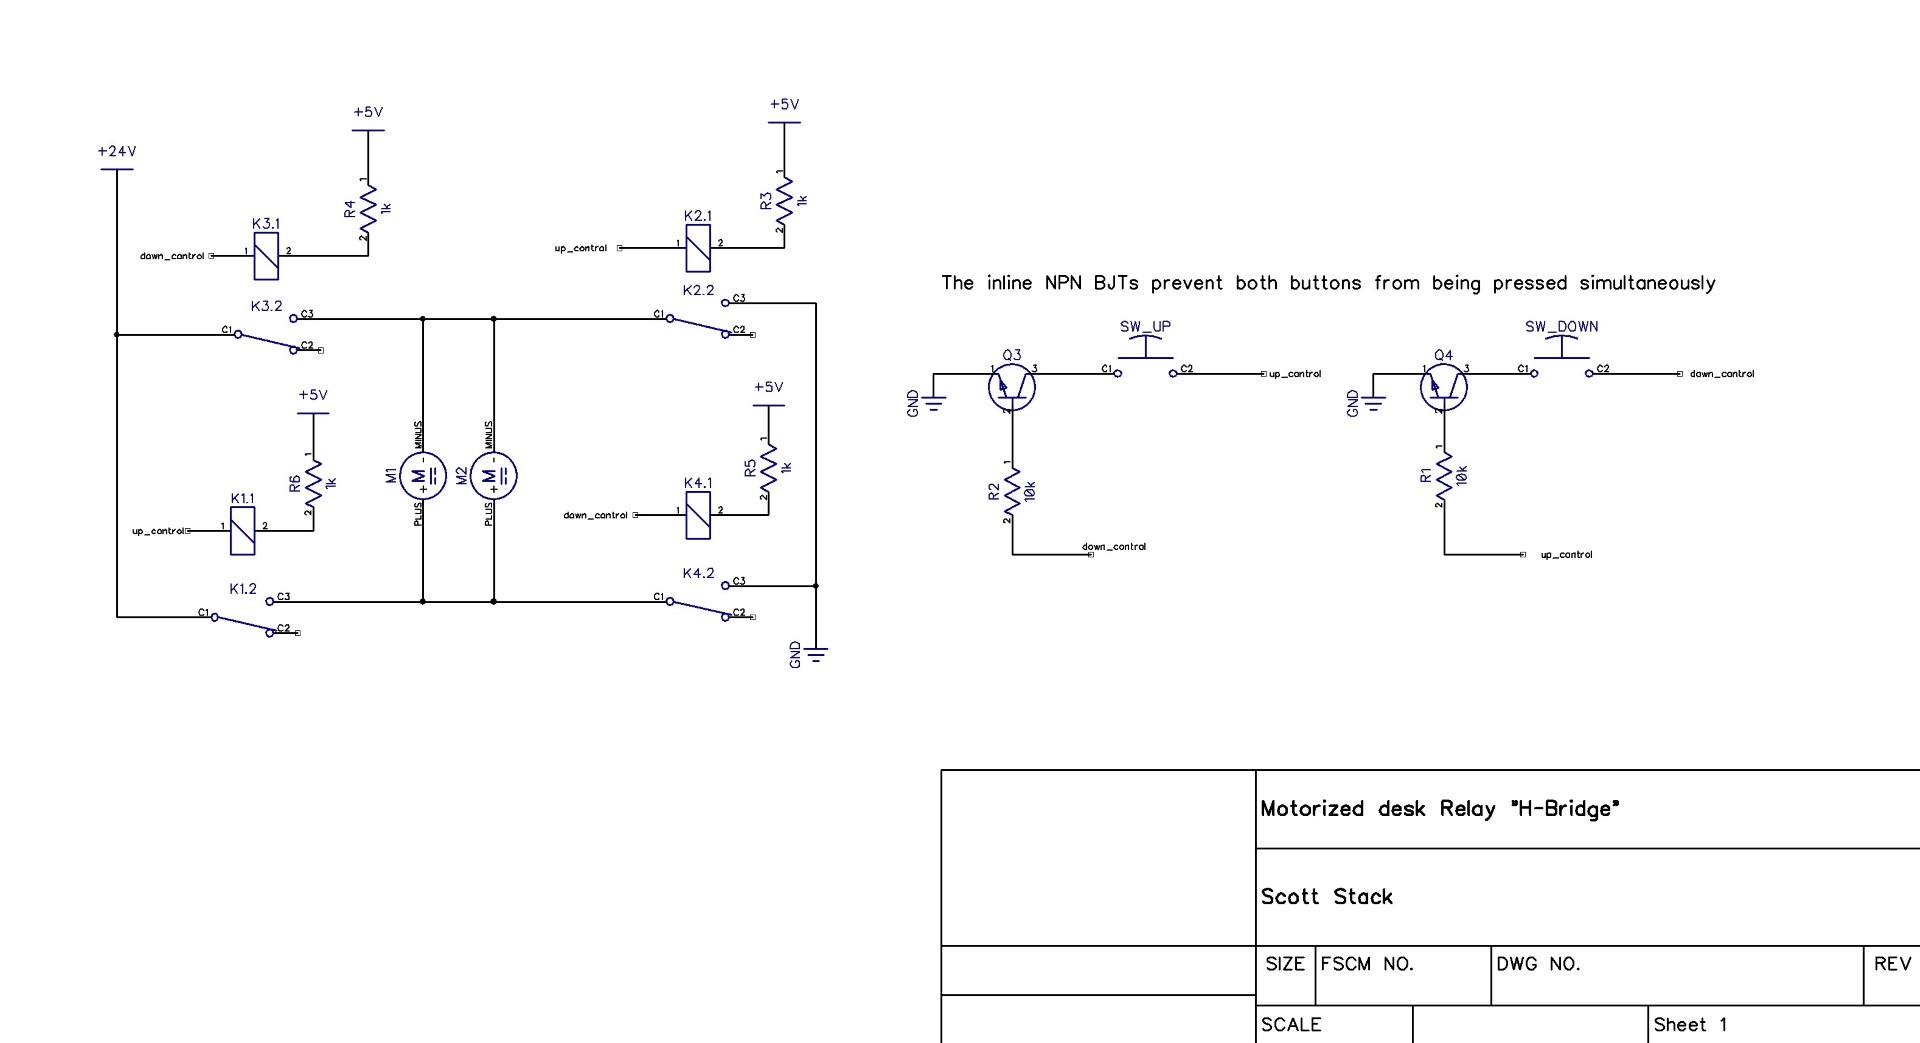 +24V
+5V
R4
1
2
1k
K3.1
down_control
1
2
+5V
R3
1
2
1k
K2.1
up_control
1
2
K3.2
C1
C3
C2
K2.2
C1
C3
C2
+5V
R6
1
2
1k
K1.1
up_control
1
2
M1
MINUS
-
M
+
PLUS
M2
MINUS
-
M
+
PLUS
+5V
R5
1
2
1k
K4.1
down_control
1
2
K1.2
C1
C3
C2
K4.2
C1
C3
C2
GND
The inline NPN BJTs prevent both buttons from being pressed simultaneously
GND
Q3
1
3
2
SW_UP
C1
C2
up_control
R2
1
2
10k
down_control
GND
Q4
1
3
2
SW_DOWN
C1
C2
down_control
R1
1
2
10k
up_control
Motorized desk Relay "H-Bridge"
Scott Stack
SIZE
FSCM NO.
DWG NO.
REV
SCALE
Sheet 1